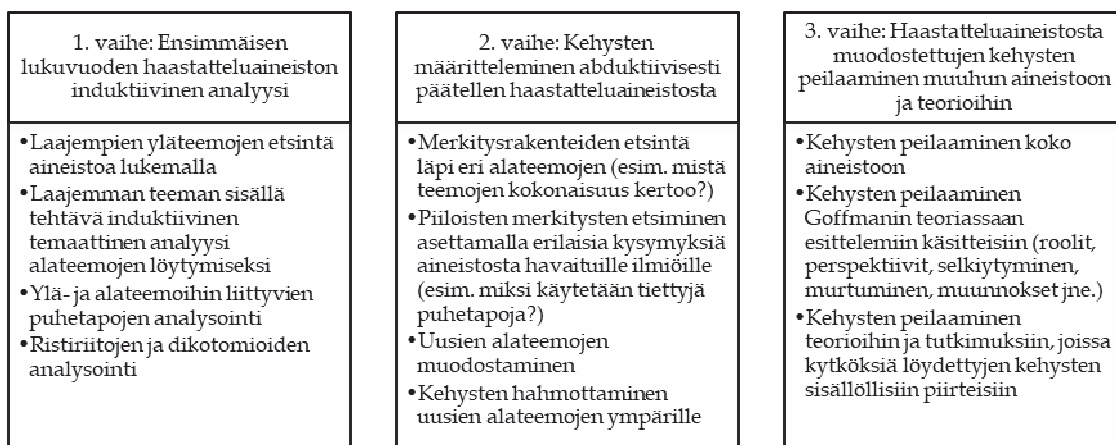 1. vaihe: Ensimmäisen
lukuvuoden haastatteluaineiston
induktiivinen analyysi
•Laajempien yläteemojen etsintä
aineistoa lukemalla
•Laajemman teeman sisällä
tehtävä induktiivinen
temaattinen analyysi
alateemojen löytymiseksi
•Ylä- ja alateemoihin liittyvien
puhetapojen analysointi
•Ristiriitojen ja dikotomioiden
analysointi
2. vaihe: Kehysten
määritteleminen abduktiivisesti
päätellen haastatteluaineistosta
•Merkitysrakenteiden etsintä
läpi eri alateemojen (esim. mistä
teemojen kokonaisuus kertoo?)
•Piiloisten merkitysten etsiminen
asettamalla erilaisia kysymyksiä
aineistosta havaituille ilmiöille
(esim. miksi käytetään tiettyjä
puhetapoja?)
•Uusien alateemojen
muodostaminen
•Kehysten hahmottaminen
uusien alateemojen ympärille
3. vaihe: Haastatteluaineistosta
muodostettujen kehysten
peilaaminen muuhun aineistoon
ja teorioihin
•Kehysten peilaaminen koko
aineistoon
•Kehysten peilaaminen
Goffmanin teoriassaan
esittelemiin käsitteisiin (roolit,
perspektiivit, selkiytyminen,
murtuminen, muunnokset jne.)
•Kehysten peilaaminen
teorioihin ja tutkimuksiin, joissa
kytköksiä löydettyjen kehysten
sisällöllisiin piirteisiin